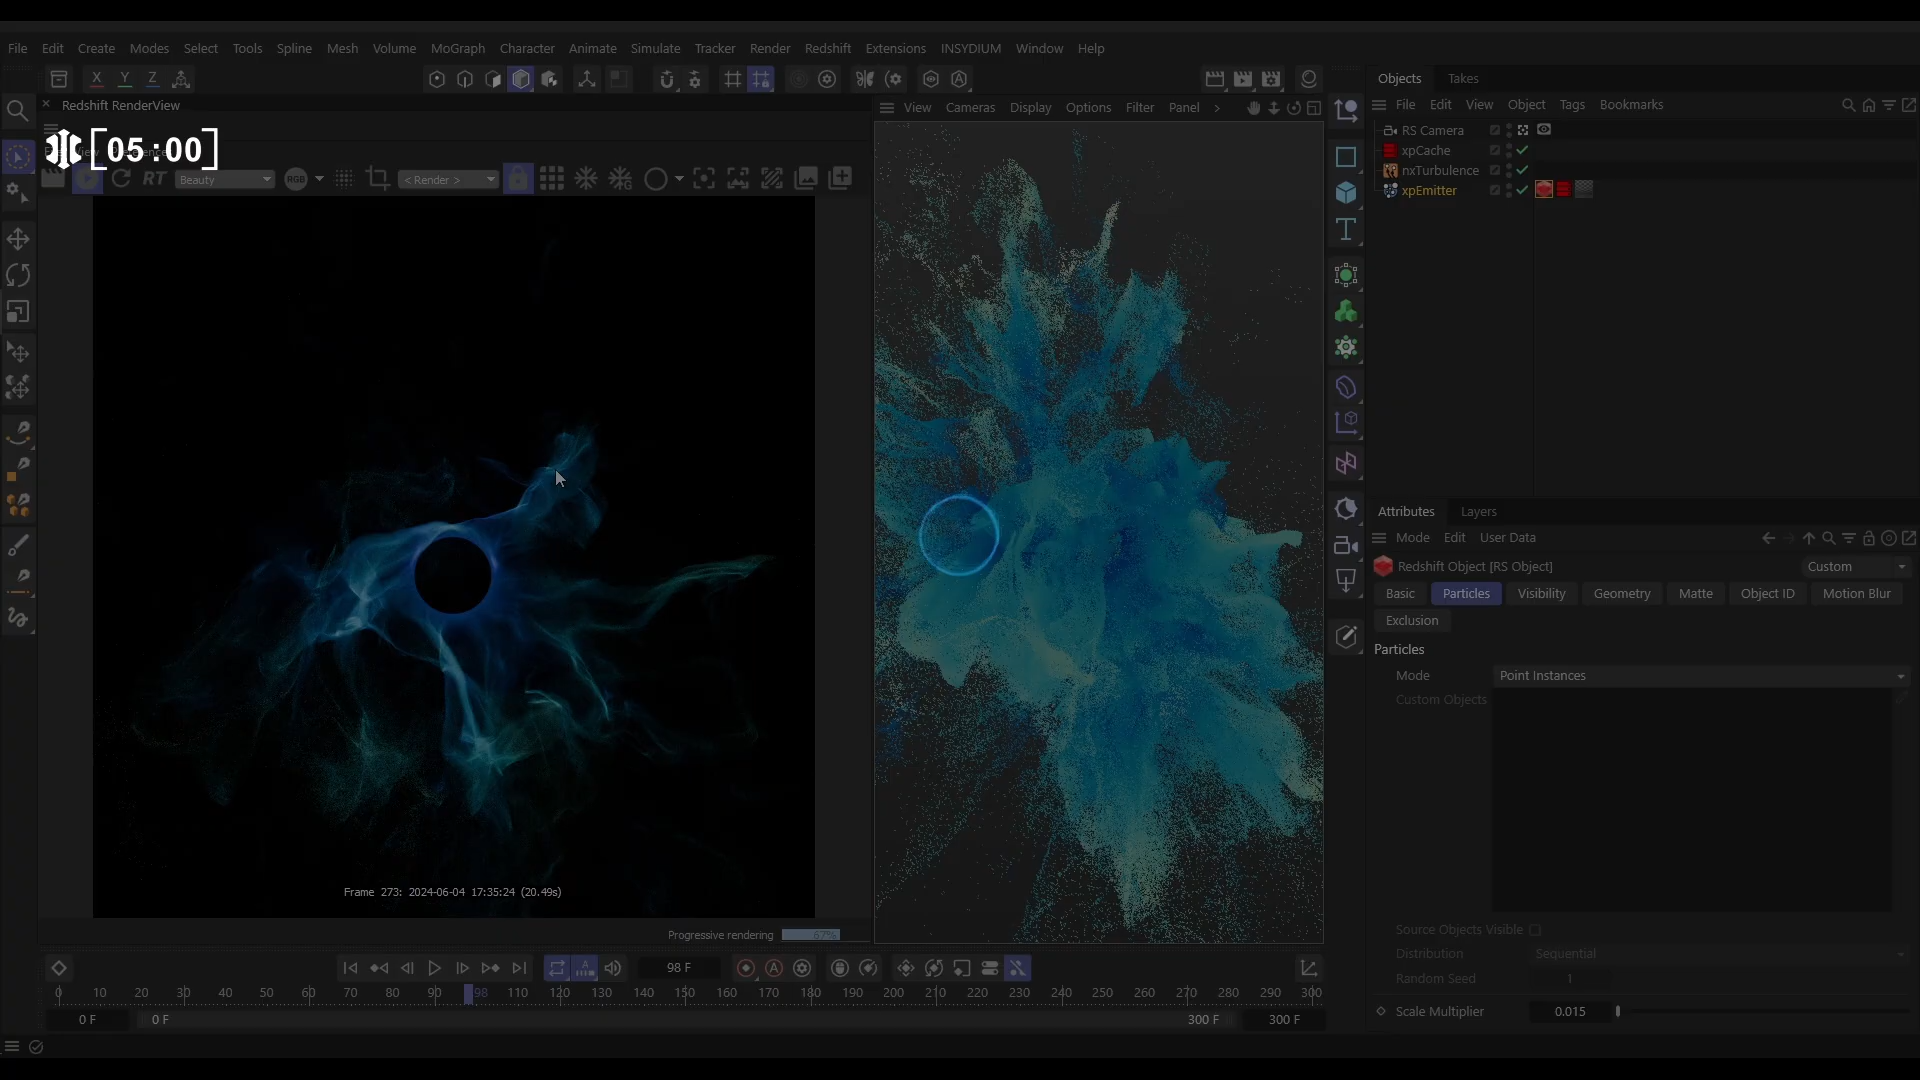 File Edit Create Modes Select Tools Spline Mesh Volume MoGraph Character Animate Simulate Tracker Render Redshift Extensions INSYDIUM Window Help
X Y Z
Objects Takes
Redshift RenderView
View Cameras Display Options Filter Panel
File Edit View Object Tags Bookmarks
[05:00]
RT Beauty RGB < Render >
RS Camera
xpCache
nxTurbulence
xpEmitter
Attributes Layers
Mode Edit User Data
Redshift Object [RS Object] Custom
Basic Particles Visibility Geometry Matte Object ID Motion Blur
Exclusion
Particles
Mode Point Instances
Custom Objects
Source Objects Visible
Distribution Sequential
Random Seed 1
Scale Multiplier 0.015
Frame 273: 2024-06-04 17:35:24 (20.49s)
Progressive rendering 67%
98 F
0 10 20 30 40 50 60 70 80 90 98 110 120 130 140 150 160 170 180 190 200 210 220 230 240 250 260 270 280 290 300
0 F 0 F 300 F 300 F